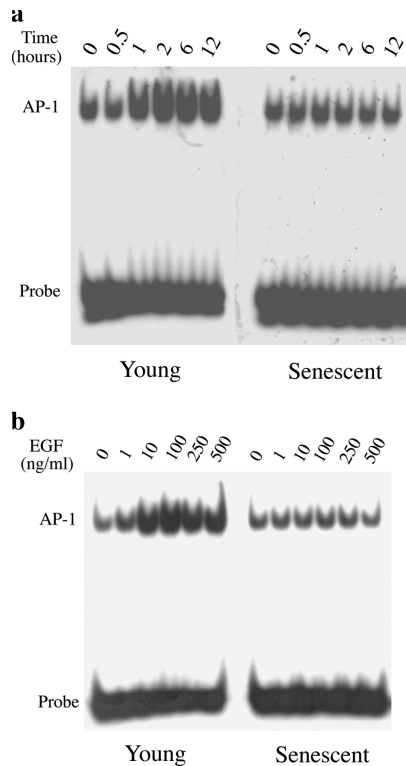 a
Time
(hours)
0 0.5 1 2 6 12 0 0.5 1 2 6 12
AP-1
Probe
Young Senescent
b
EGF
(ng/ml)
0 1 10 100 250 500 0 1 10 100 250 500
AP-1
Probe
Young Senescent